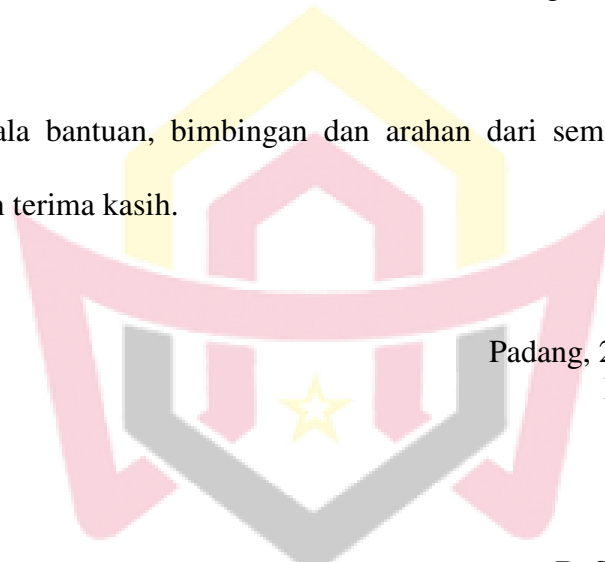 ala bantuan, bimbingan dan arahan dari sem
terima kasih.
Padang, 2